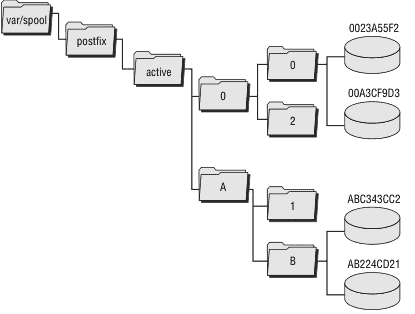 var/spool
postfix
active
0
0
2
0023A55F2
00A3CF9D3
A
1
B
ABC343CC2
AB224CD21